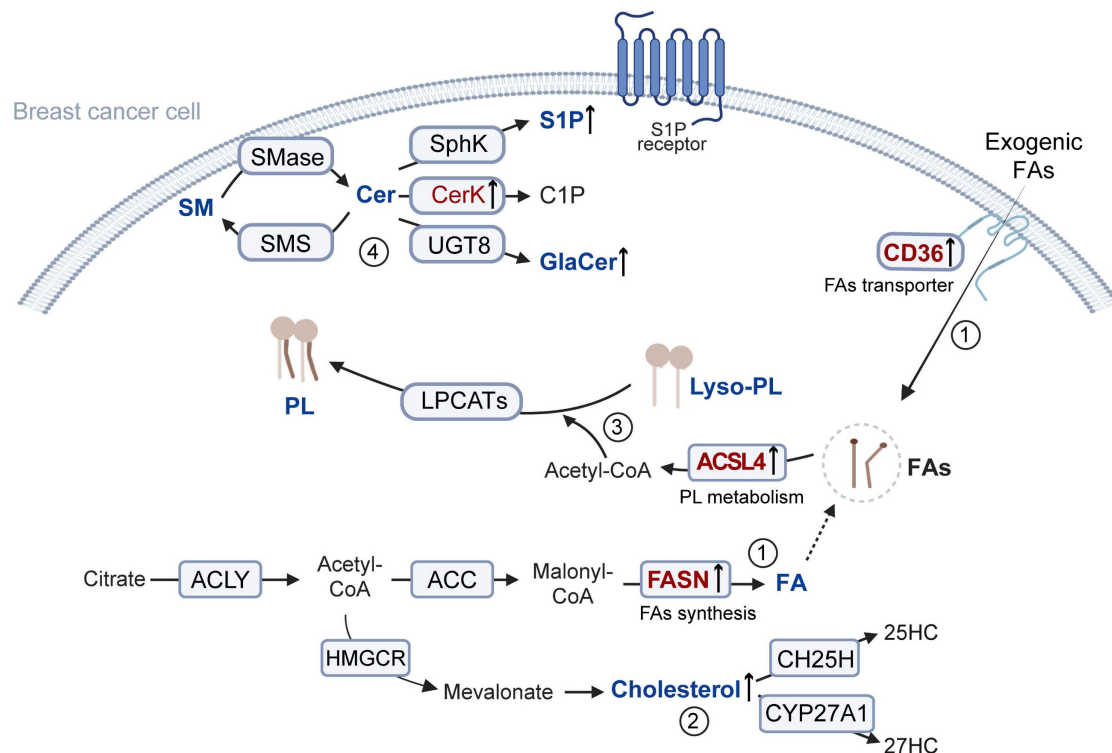 Breast cancer cell
S1P↑
S1P
receptor
Exogenic
FAs
SMase
SphK
SM
Cer
CerK↑
C1P
SMS
④
UGT8
GlaCer↑
CD36↑
FAs transporter
①
PL
LPCATs
Lyso-PL
③
Acetyl-CoA
ACSL4↑
PL metabolism
FAs
Citrate
ACLY
Acetyl-
CoA
ACC
Malonyl-
CoA
FASN↑
FAs synthesis
①
FA
HMGCR
Mevalonate
Cholesterol↑
②
CH25H
25HC
CYP27A1
27HC